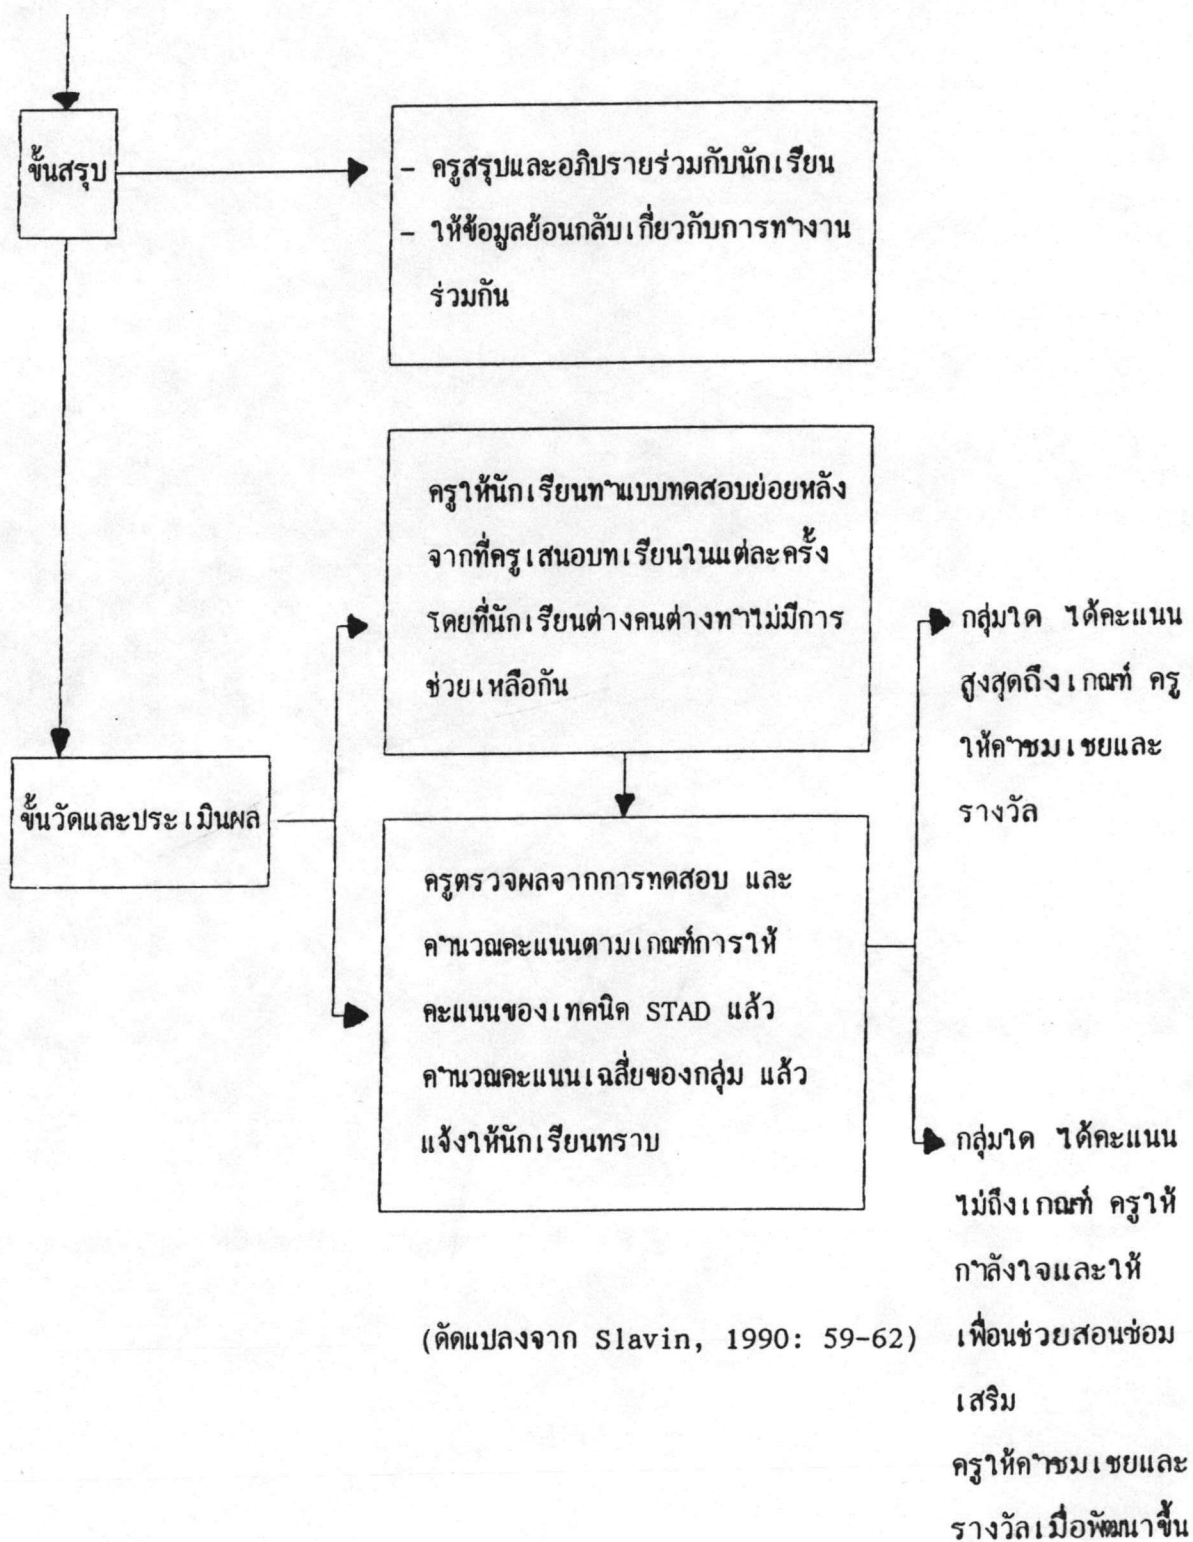 ขั้นสรุป
- ครูสรุปและอภิปรายร่วมกับนักเรียน
- ให้ข้อมูลย้อนกลับเกี่ยวกับการทำงาน
ร่วมกัน
ครูให้นักเรียนทำแบบทดสอบย่อยหลัง
จากที่ครูเสนอบทเรียนในแต่ละครั้ง
โดยที่นักเรียนต่างคนต่างทำไม่มีการ
ช่วยเหลือกัน
ขั้นวัดและประเมินผล
ครูตรวจผลจากการทดสอบ และ
คำนวณคะแนนตามเกณฑ์การให้
คะแนนของเทคนิค STAD แล้ว
คำนวณคะแนนเฉลี่ยของกลุ่ม แล้ว
แจ้งให้นักเรียนทราบ
กลุ่มใด ได้คะแนน
สูงสุดถึงเกณฑ์ ครู
ให้คำชมเชยและ
รางวัล
กลุ่มใด ได้คะแนน
ไม่ถึงเกณฑ์ ครูให้
กำลังใจและให้
เพื่อนช่วยสอนซ่อม
เสริม
ครูให้คำชมเชยและ
รางวัลเมื่อพัฒนาขึ้น
(ดัดแปลงจาก Slavin, 1990: 59-62)